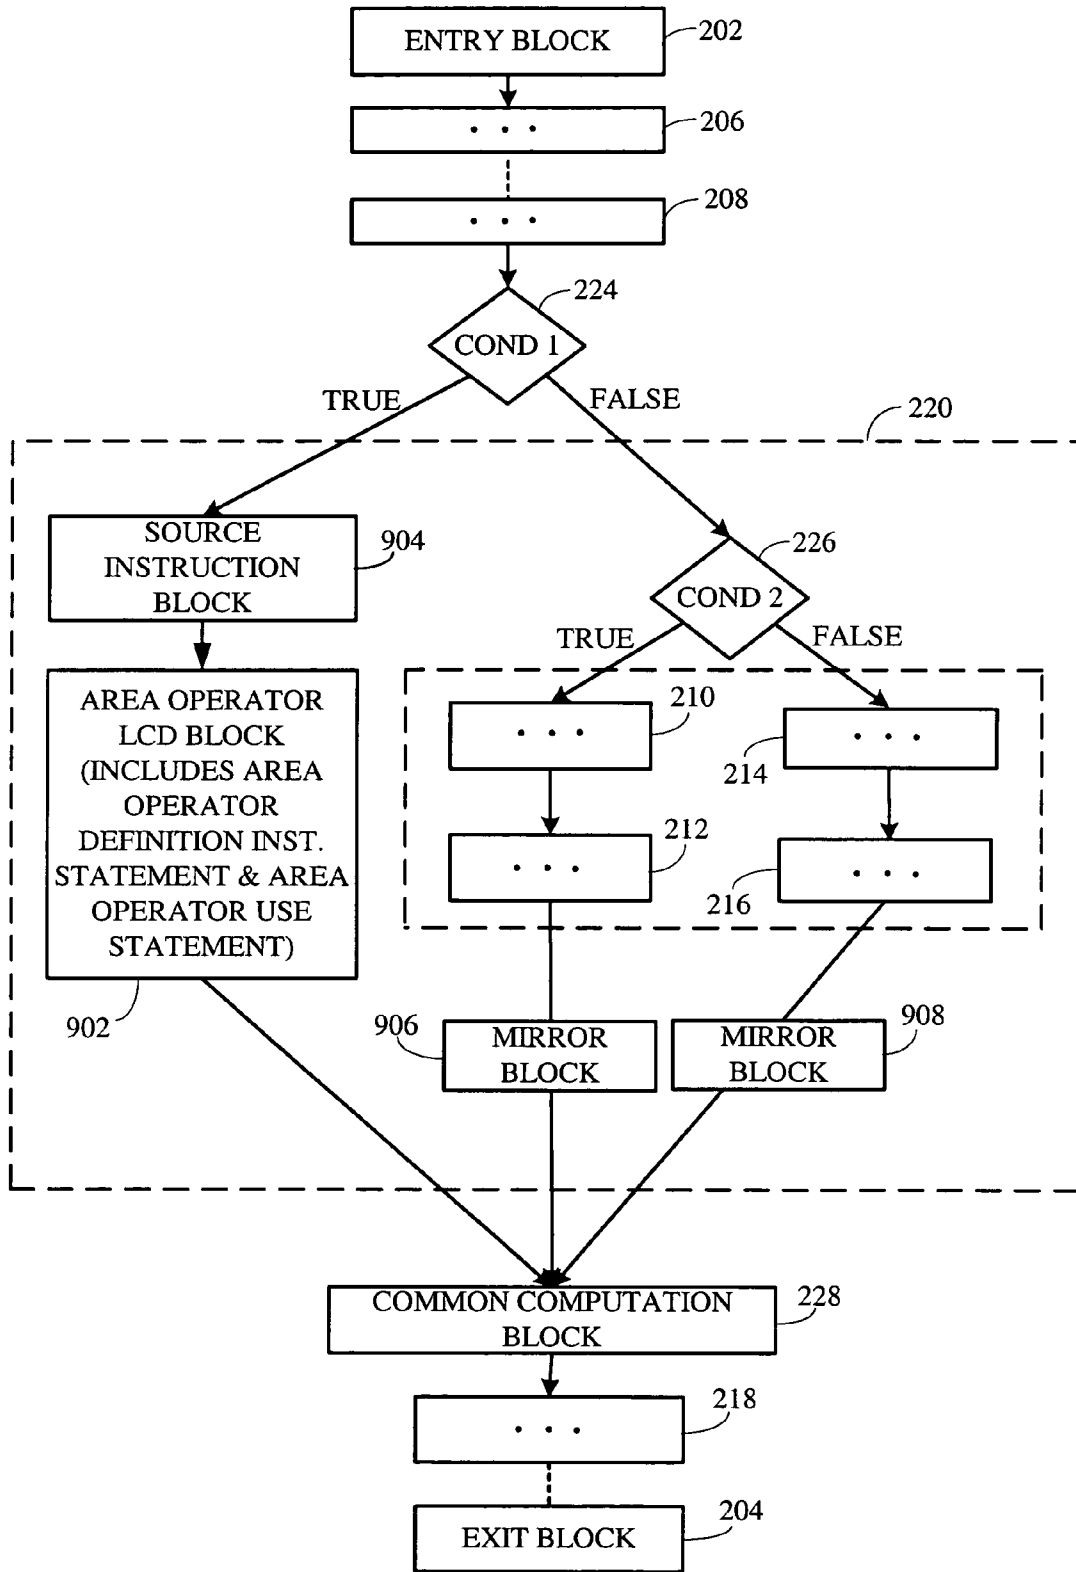 ENTRY BLOCK
202
. . .
206
. . .
208
224
COND 1
TRUE
FALSE
220
SOURCE
INSTRUCTION
BLOCK
904
226
COND 2
TRUE
FALSE
AREA OPERATOR
LCD BLOCK
(INCLUDES AREA
OPERATOR
DEFINITION INST.
STATEMENT & AREA
OPERATOR USE
STATEMENT)
902
. . .
210
. . .
214
. . .
212
. . .
216
906
MIRROR
BLOCK
908
MIRROR
BLOCK
COMMON COMPUTATION
BLOCK
228
. . .
218
EXIT BLOCK
204